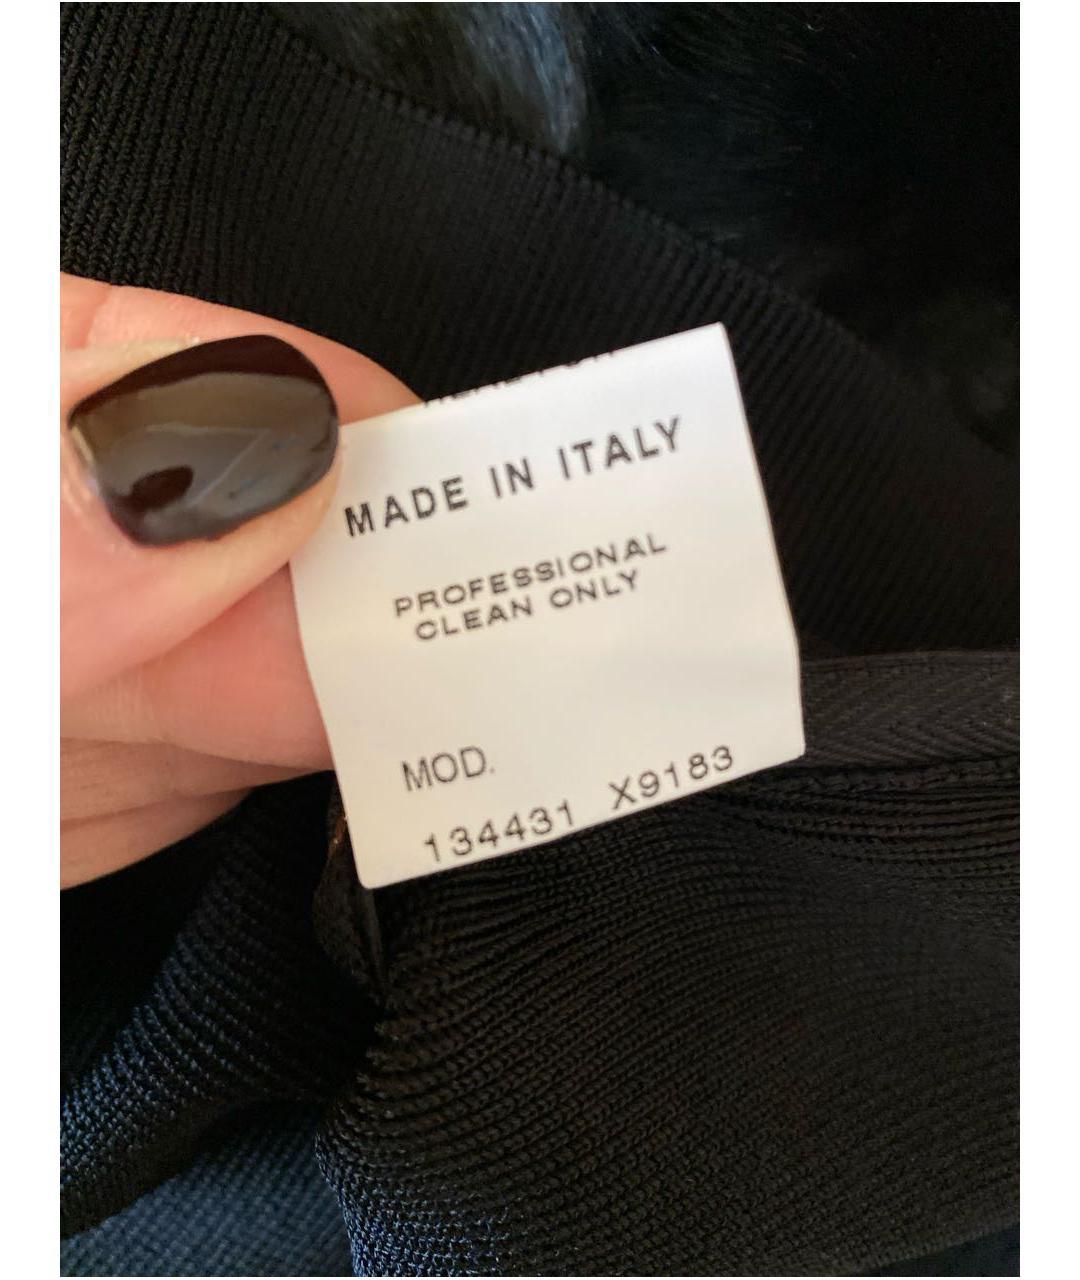 MADE IN ITALY
PROFESSIONAL
CLEAN ONLY
MOD.
134431 X9183